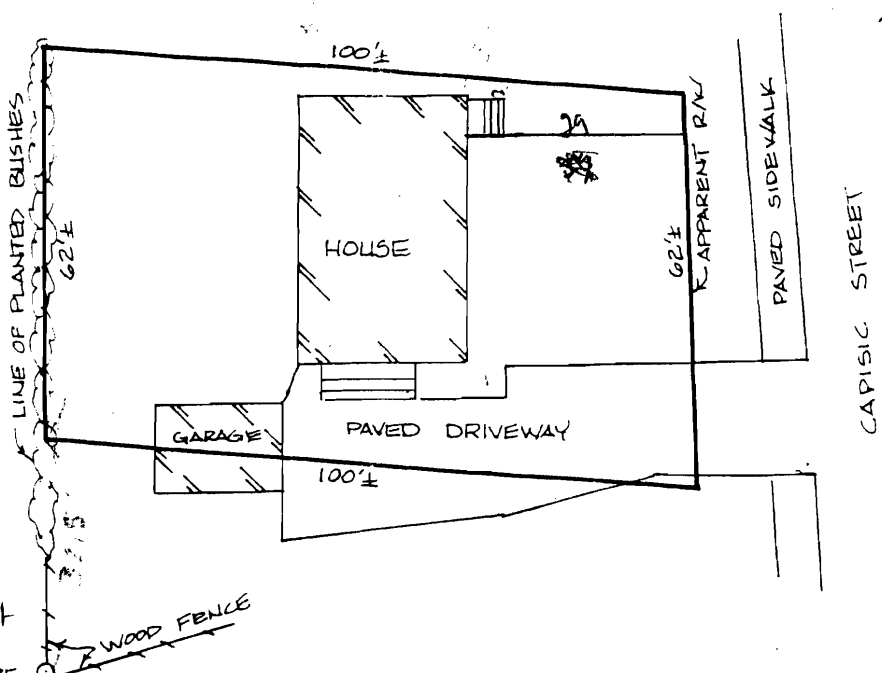 100'±
LINE OF PLANTED BUSHES
62'±
29
HOUSE
62'±
APPARENT R/W
PAVED SIDEWALK
CAPISIC STREET
GARAGE
PAVED DRIVEWAY
100'±
WOOD FENCE